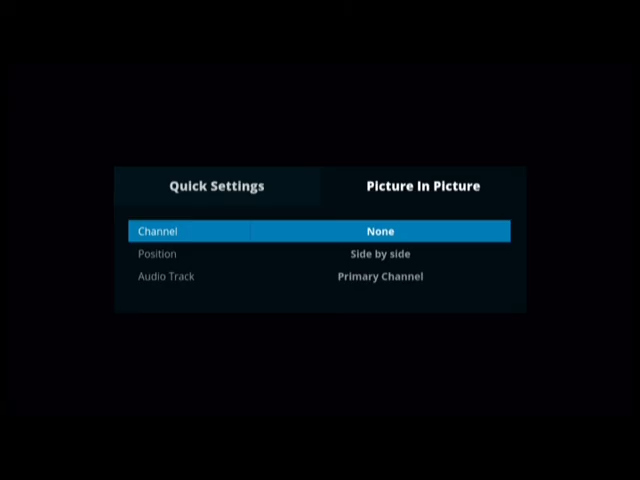 Quick Settings Picture In Picture
Channel None
Position Side by side
Audio Track Primary Channel